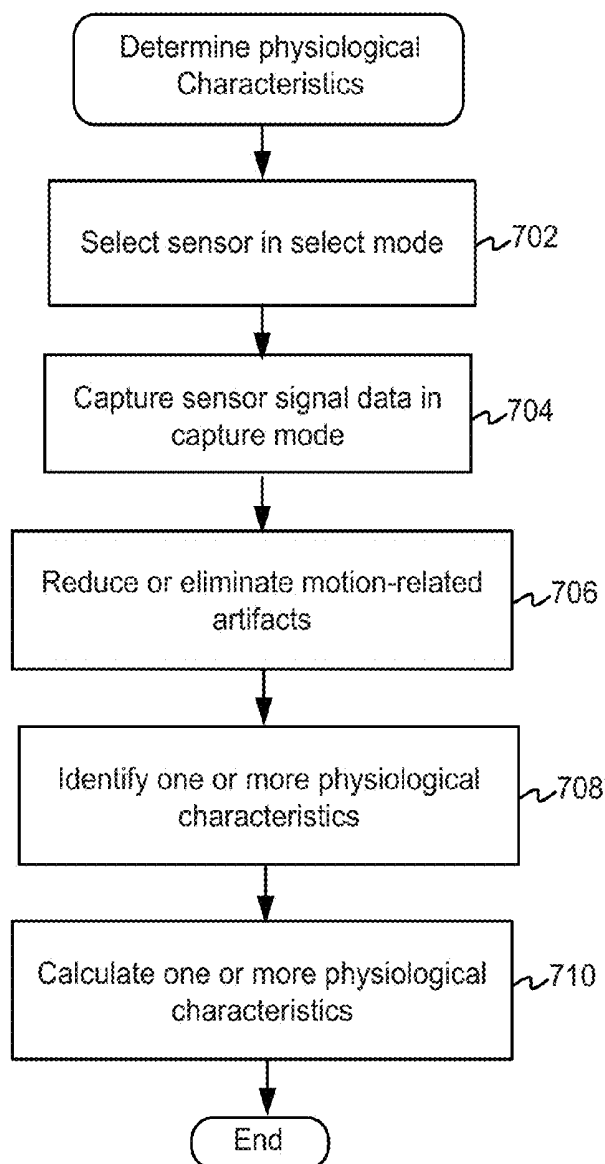 Determine physiological
Characteristics
Select sensor in select mode
702
Capture sensor signal data in
capture mode
704
Reduce or eliminate motion-related
artifacts
706
Identify one or more physiological
characteristics
708
Calculate one or more physiological
characteristics
710
End